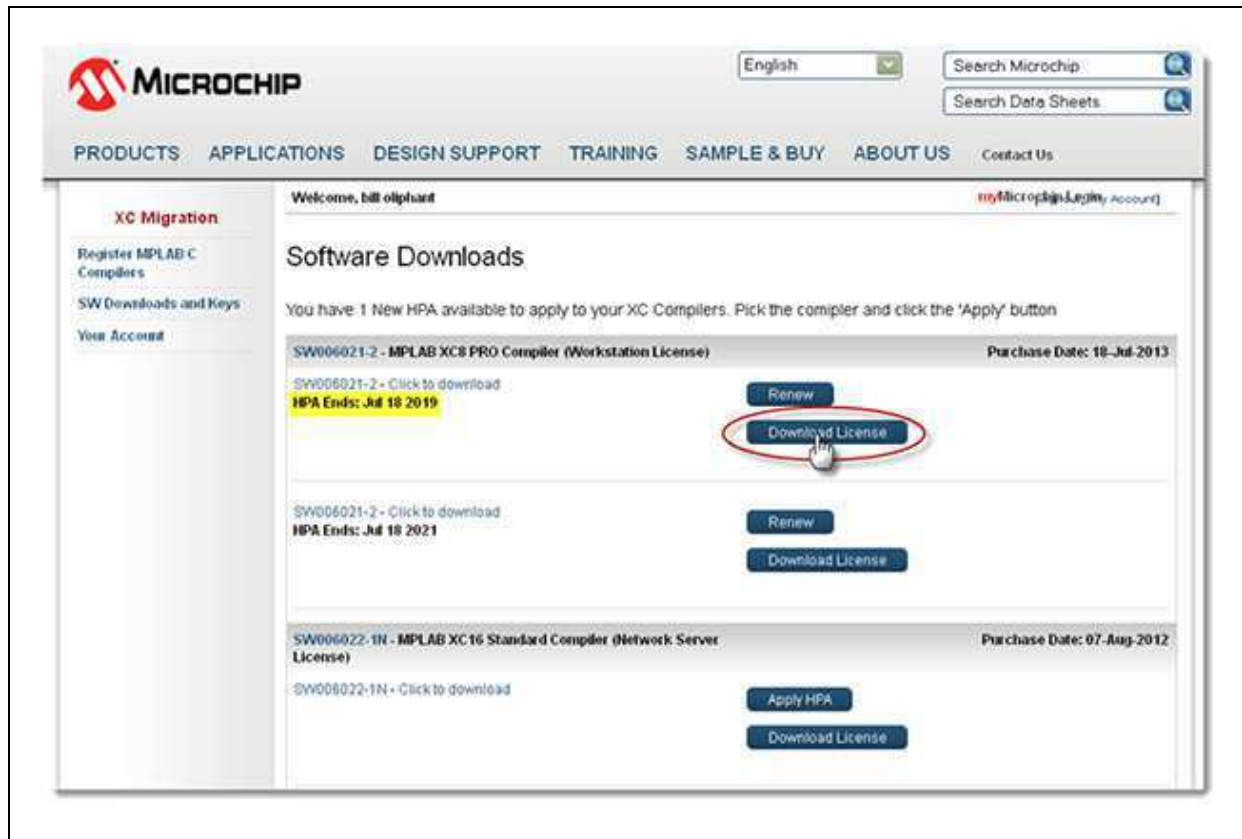 MICROCHIP
English
Search Microchip
Search Data Sheets
PRODUCTS APPLICATIONS DESIGN SUPPORT TRAINING SAMPLE & BUY ABOUT US Contact Us
XC Migration
Register MPLAB C
Compilers
SW Downloads and Keys
Your Account
Welcome, bill oliphant
myMicrochip Login Account]
Software Downloads
You have 1 New HPA available to apply to your XC Compilers. Pick the comipler and click the 'Apply' button
SW006021-2 - MPLAB XC8 PRO Compiler (Workstation License) Purchase Date: 18-Jul-2013
SW006021-2 - Click to download
HPA Ends: Jul 18 2019
Renew
Download License
SW006021-2 - Click to download
HPA Ends: Jul 18 2021
Renew
Download License
SW006022-1N - MPLAB XC16 Standard Compiler (Network Server
License)
Purchase Date: 07-Aug-2012
SW006022-1N - Click to download
Apply HPA
Download License